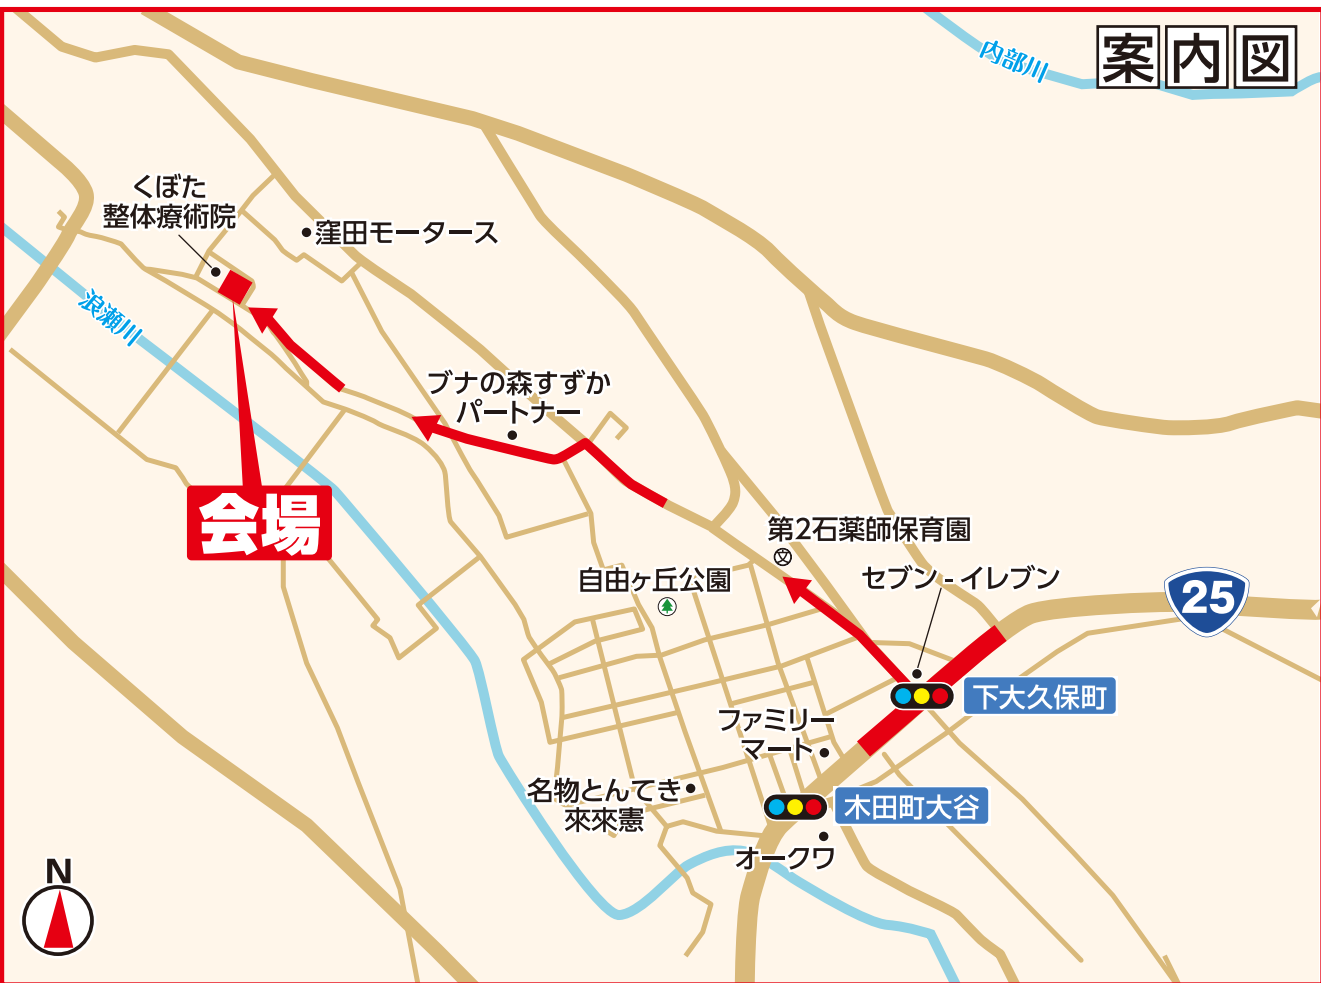 案内図
内部川
くぼた
整体療術院
窪田モータース
浪瀬川
ブナの森すずか
パートナー
会場
第2石薬師保育園
文
自由ヶ丘公園
セブン-イレブン
25
下大久保町
ファミリー
マート
名物とんてき
來來憲
木田町大谷
オークワ
N